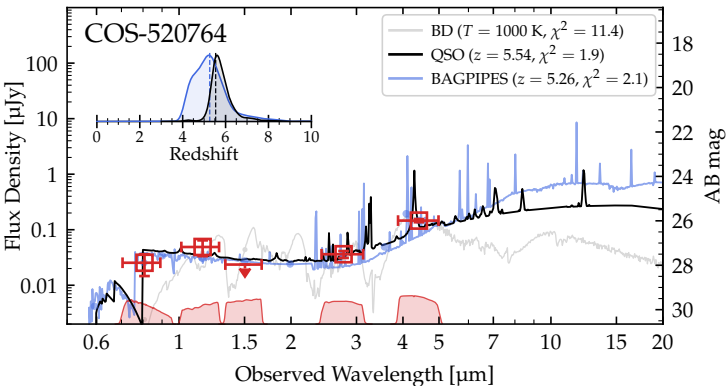 COS-520764
BD (T = 1000 K, χ² = 11.4)
QSO (z = 5.54, χ² = 1.9)
BAGPIPES (z = 5.26, χ² = 2.1)
0 2 4 6 8 10
Redshift
100
10
1
0.1
0.01
Flux Density [μJy]
18
20
22
24
26
28
30
AB mag
0.6 1 2 3 4 5 10 15 20
Observed Wavelength [μm]